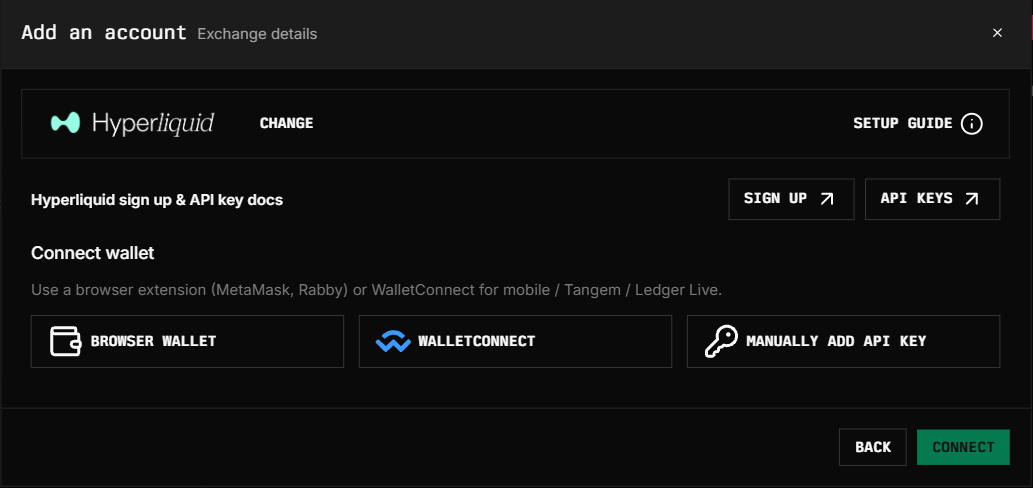 Add an account Exchange details
Hyperliquid CHANGE SETUP GUIDE
Hyperliquid sign up & API key docs SIGN UP API KEYS
Connect wallet
Use a browser extension (MetaMask, Rabby) or WalletConnect for mobile / Tangem / Ledger Live.
BROWSER WALLET WALLETCONNECT MANUALLY ADD API KEY
BACK CONNECT